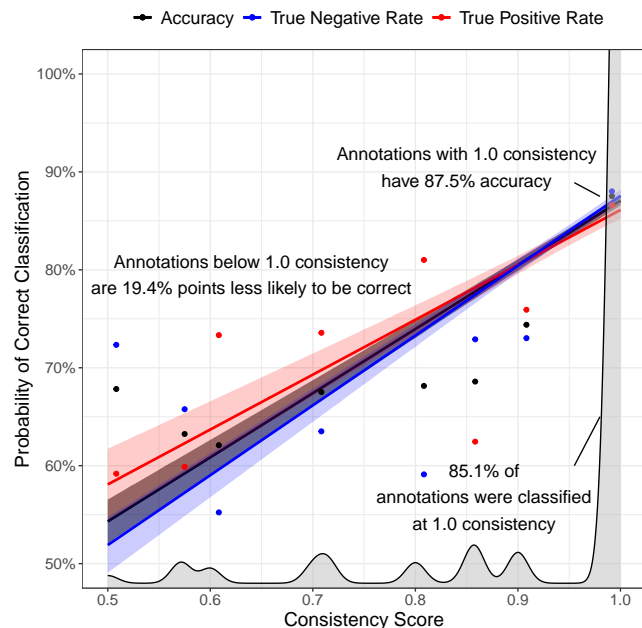 Accuracy True Negative Rate True Positive Rate
100%
90%
80%
70%
60%
50%
Probability of Correct Classification
Annotations with 1.0 consistency
have 87.5% accuracy
Annotations below 1.0 consistency
are 19.4% points less likely to be correct
85.1% of
annotations were classified
at 1.0 consistency
0.5 0.6 0.7 0.8 0.9 1.0
Consistency Score